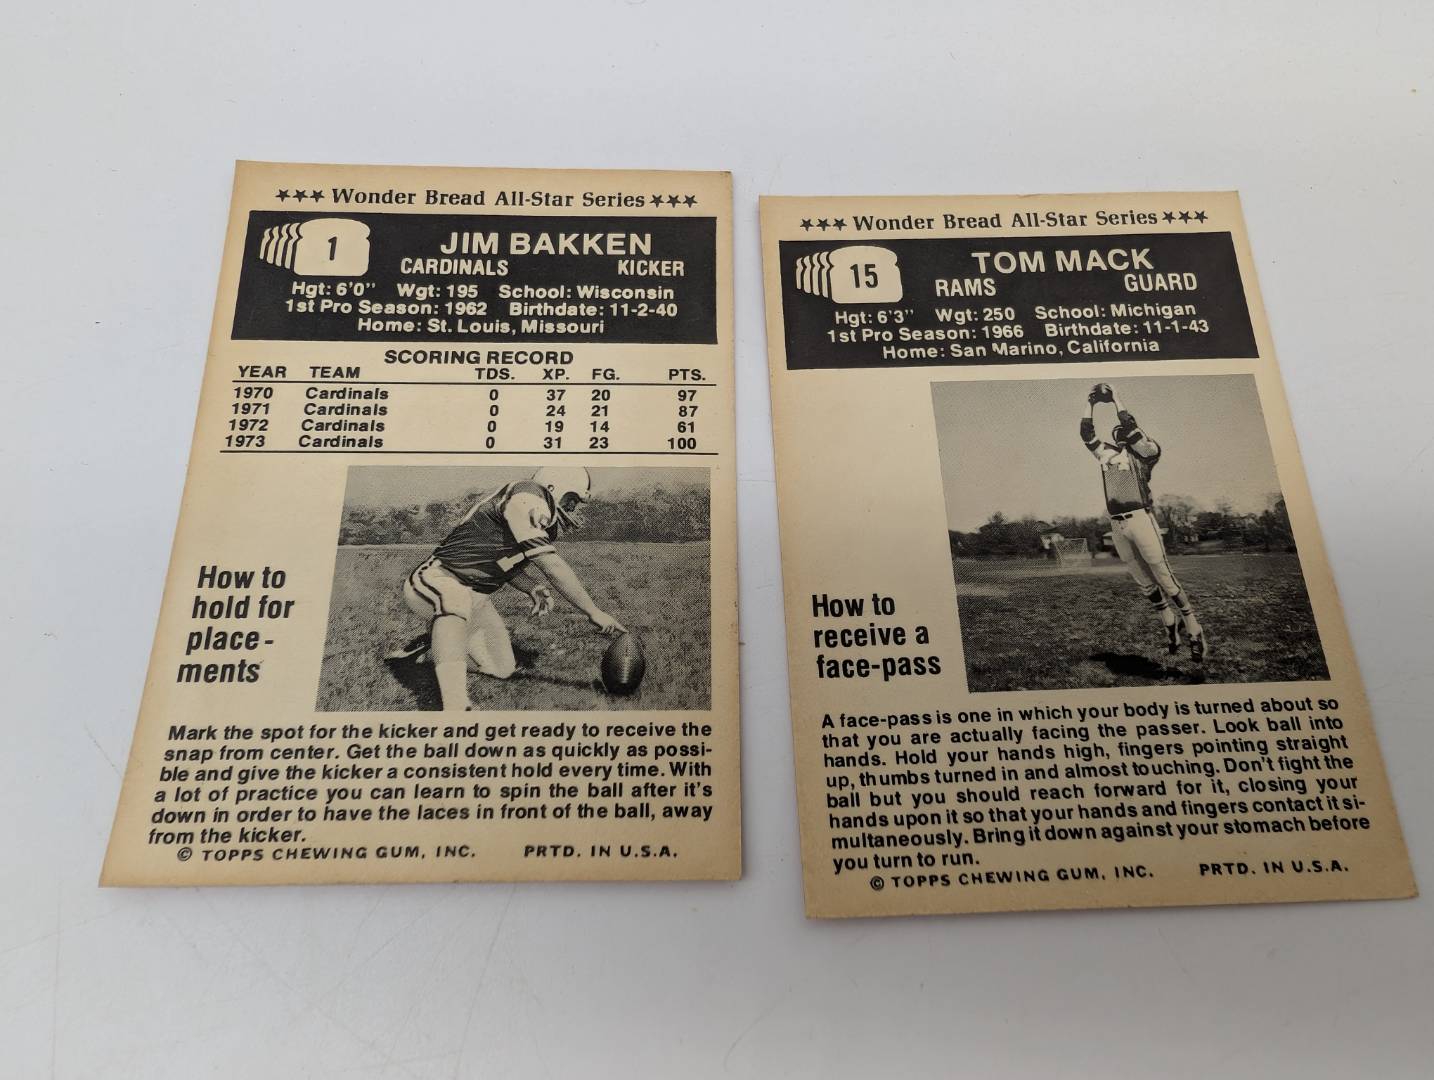 ★★★ Wonder Bread All-Star Series ★★★
1
JIM BAKKEN
CARDINALS KICKER
Hgt: 6'0" Wgt: 195 School: Wisconsin
1st Pro Season: 1962 Birthdate: 11-2-40
Home: St. Louis, Missouri
SCORING RECORD
YEAR TEAM TDS. XP. FG. PTS.
1970 Cardinals 0 37 20 97
1971 Cardinals 0 24 21 87
1972 Cardinals 0 19 14 61
1973 Cardinals 0 31 23 100
How to
hold for
place-
ments
Mark the spot for the kicker and get ready to receive the
snap from center. Get the ball down as quickly as possi-
ble and give the kicker a consistent hold every time. With
a lot of practice you can learn to spin the ball after it's
down in order to have the laces in front of the ball, away
from the kicker.
© TOPPS CHEWING GUM, INC. PRTD. IN U.S.A.
★★★ Wonder Bread All-Star Series ★★★
15
TOM MACK
RAMS GUARD
Hgt: 6'3" Wgt: 250 School: Michigan
1st Pro Season: 1966 Birthdate: 11-1-43
Home: San Marino, California
How to
receive a
face-pass
A face-pass is one in which your body is turned about so
that you are actually facing the passer. Look ball into
hands. Hold your hands high, fingers pointing straight
up, thumbs turned in and almost touching. Don't fight the
ball but you should reach forward for it, closing your
hands upon it so that your hands and fingers contact it si-
multaneously. Bring it down against your stomach before
you turn to run.
© TOPPS CHEWING GUM, INC. PRTD. IN U.S.A.